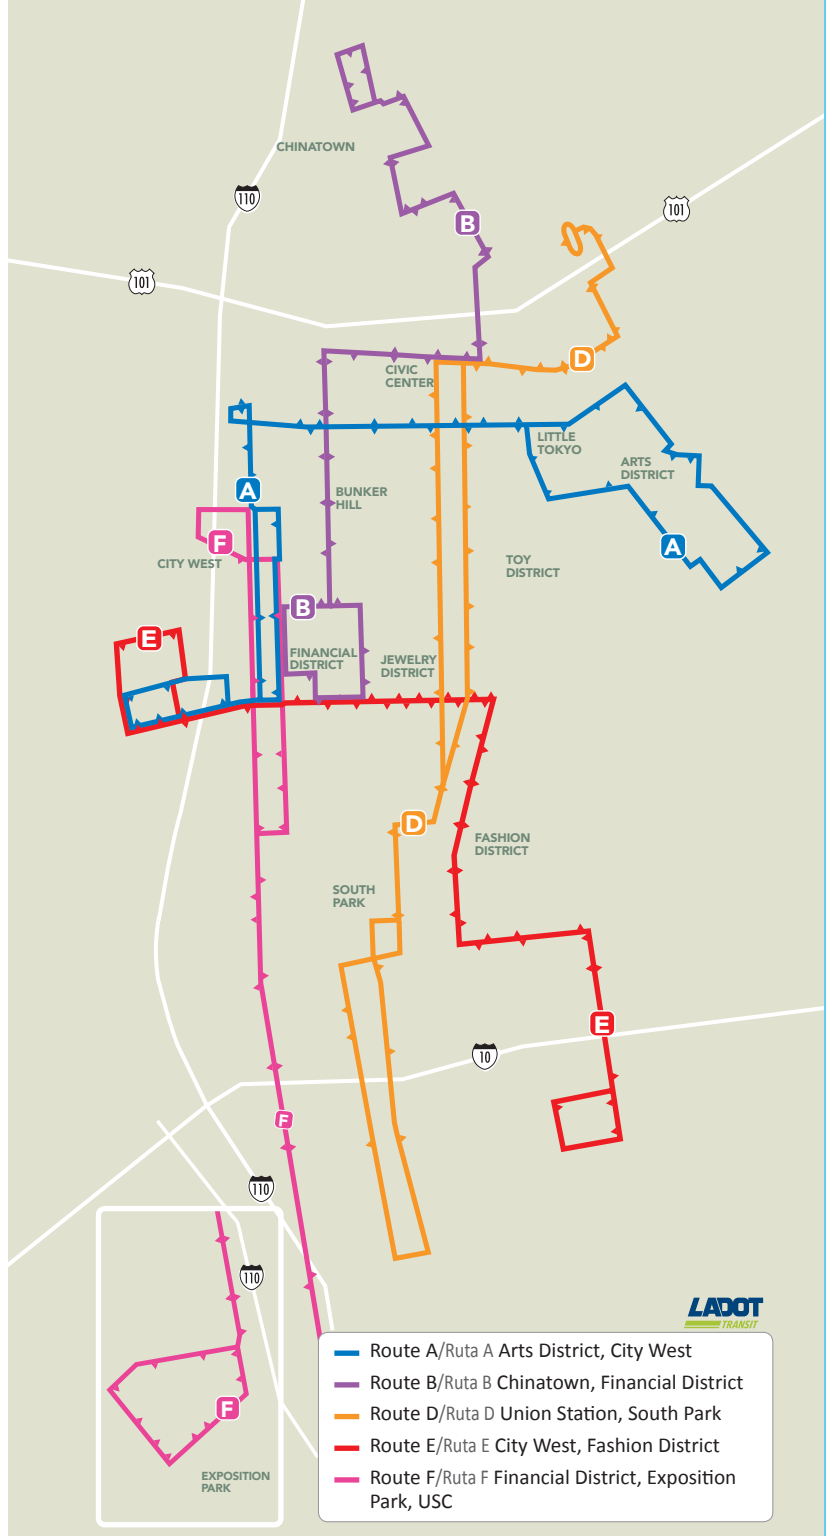 CHINATOWN
110
101
B
101
D
CIVIC
CENTER
LITTLE
TOKYO
ARTS
DISTRICT
A
BUNKER
HILL
F
A
CITY WEST
TOY
DISTRICT
B
E
FINANCIAL
DISTRICT
JEWELRY
DISTRICT
D
FASHION
DISTRICT
SOUTH
PARK
E
10
F
110
110
LADOT
TRANSIT
Route A/Ruta A Arts District, City West
Route B/Ruta B Chinatown, Financial District
Route D/Ruta D Union Station, South Park
Route E/Ruta E City West, Fashion District
F
Route F/Ruta F Financial District, Exposition
Park, USC
EXPOSITION
PARK